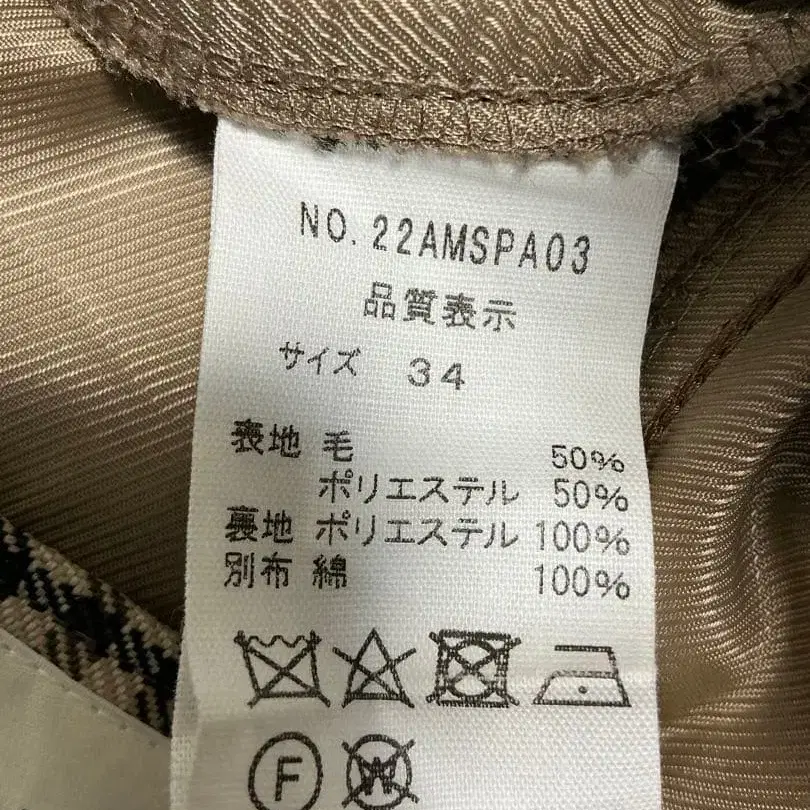 NO.22AMSPA03
品質表示
サイズ 34
表地 毛 50%
ポリエステル 50%
裏地 ポリエステル 100%
別布 綿 100%
F W